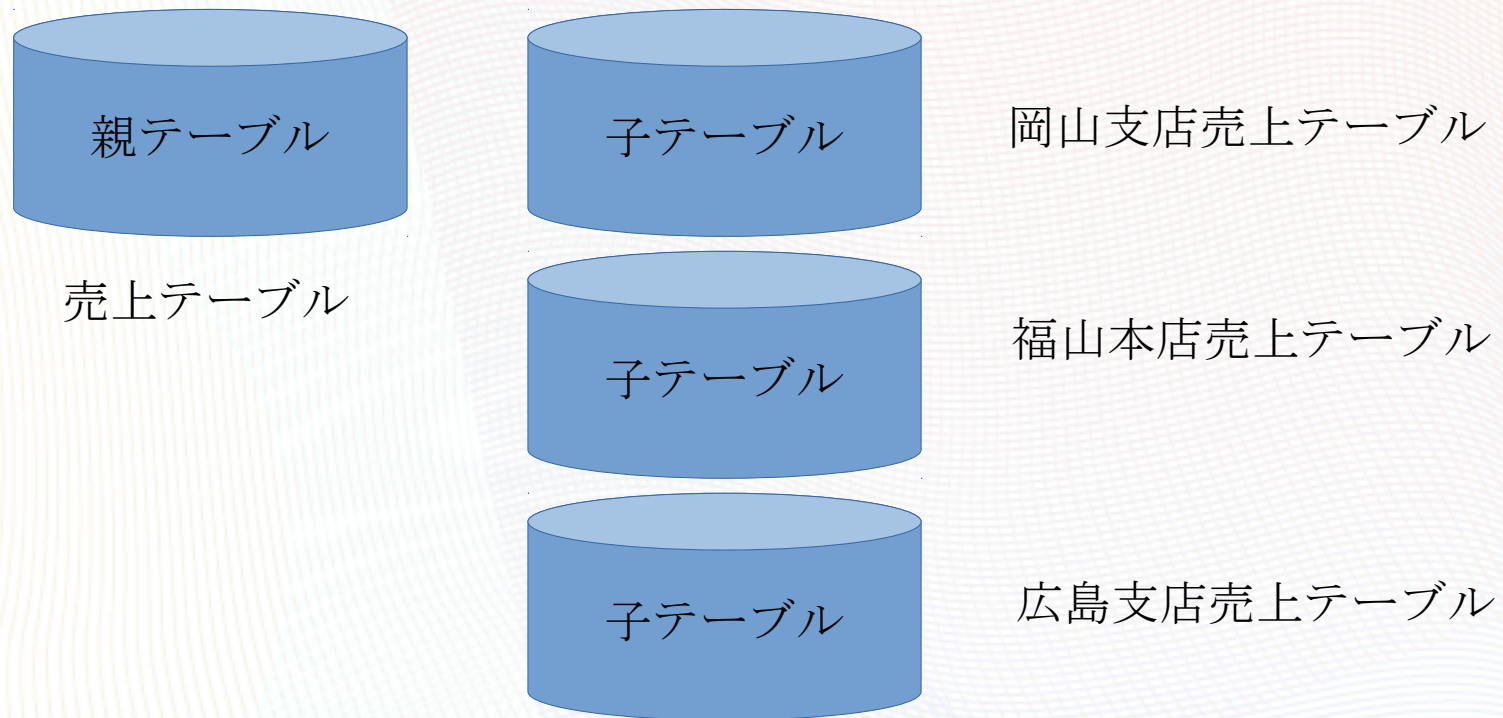 親テーブル
売上テーブル
子テーブル
岡山支店売上テーブル
子テーブル
福山本店売上テーブル
子テーブル
広島支店売上テーブル